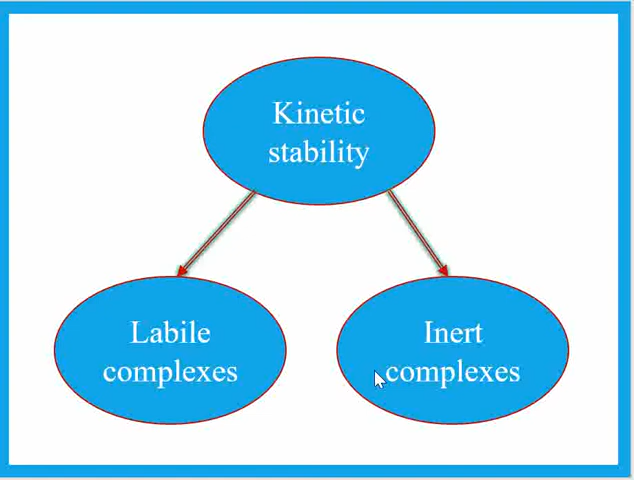 Kinetic
stability
Labile
complexes
Inert
complexes